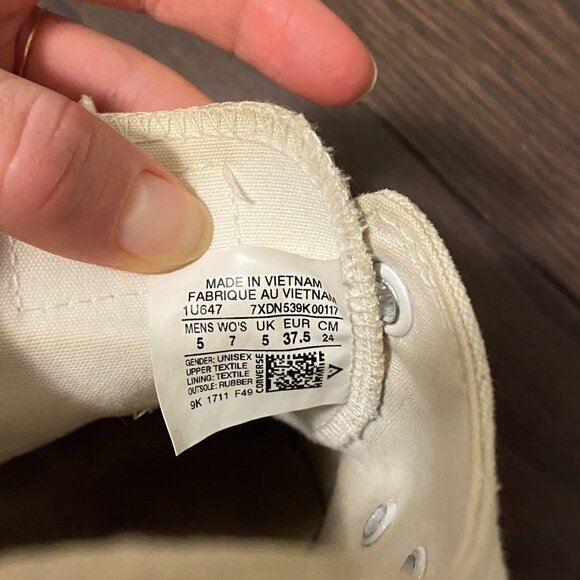 MADE IN VIETNAM
FABRIQUE AU VIETNAM
1U647 7XDN539K00117
MENS WO'S UK EUR CM
5 7 5 37.5 24
GENDER: UNISEX
UPPER: TEXTILE
LINING: TEXTILE
OUTSOLE: RUBBER
CONVERSE
9K 1711 F49